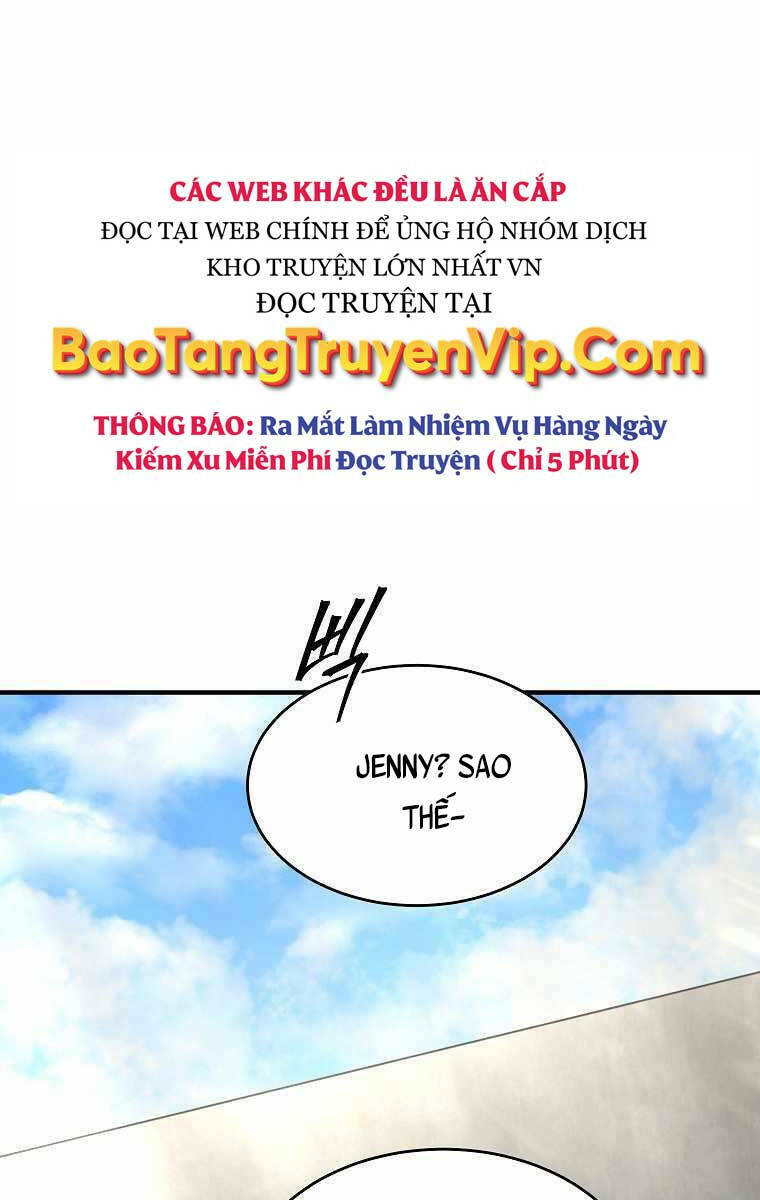 CÁC WEB KHÁC ĐỀU LÀ ĂN CẮP
ĐỌC TẠI WEB CHÍNH ĐỂ ỦNG HỘ NHÓM DỊCH
KHO TRUYỆN LỚN NHẤT VN
ĐỌC TRUYỆN TẠI
BaoTangTruyenVip.Com
THÔNG BÁO: Ra Mắt Làm Nhiệm Vụ Hàng Ngày
Kiếm Xu Miễn Phí Đọc Truyện ( Chỉ 5 Phút)
빡
JENNY? SAO
THẾ-